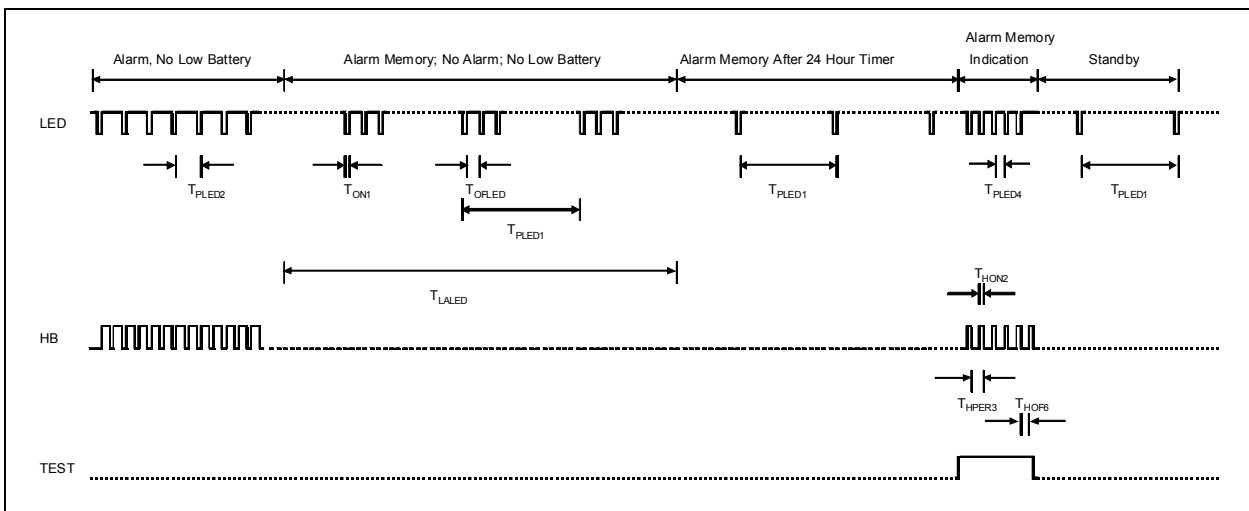 Alarm, No Low Battery
Alarm Memory; No Alarm; No Low Battery
Alarm Memory After 24 Hour Timer
Alarm Memory
Indication
Standby
LED
TPLED2
TON1
TOFLED
TPLED1
TPLED1
TPLED4
TPLED1
TLALED
THON2
HB
THPER3
THOF6
TEST